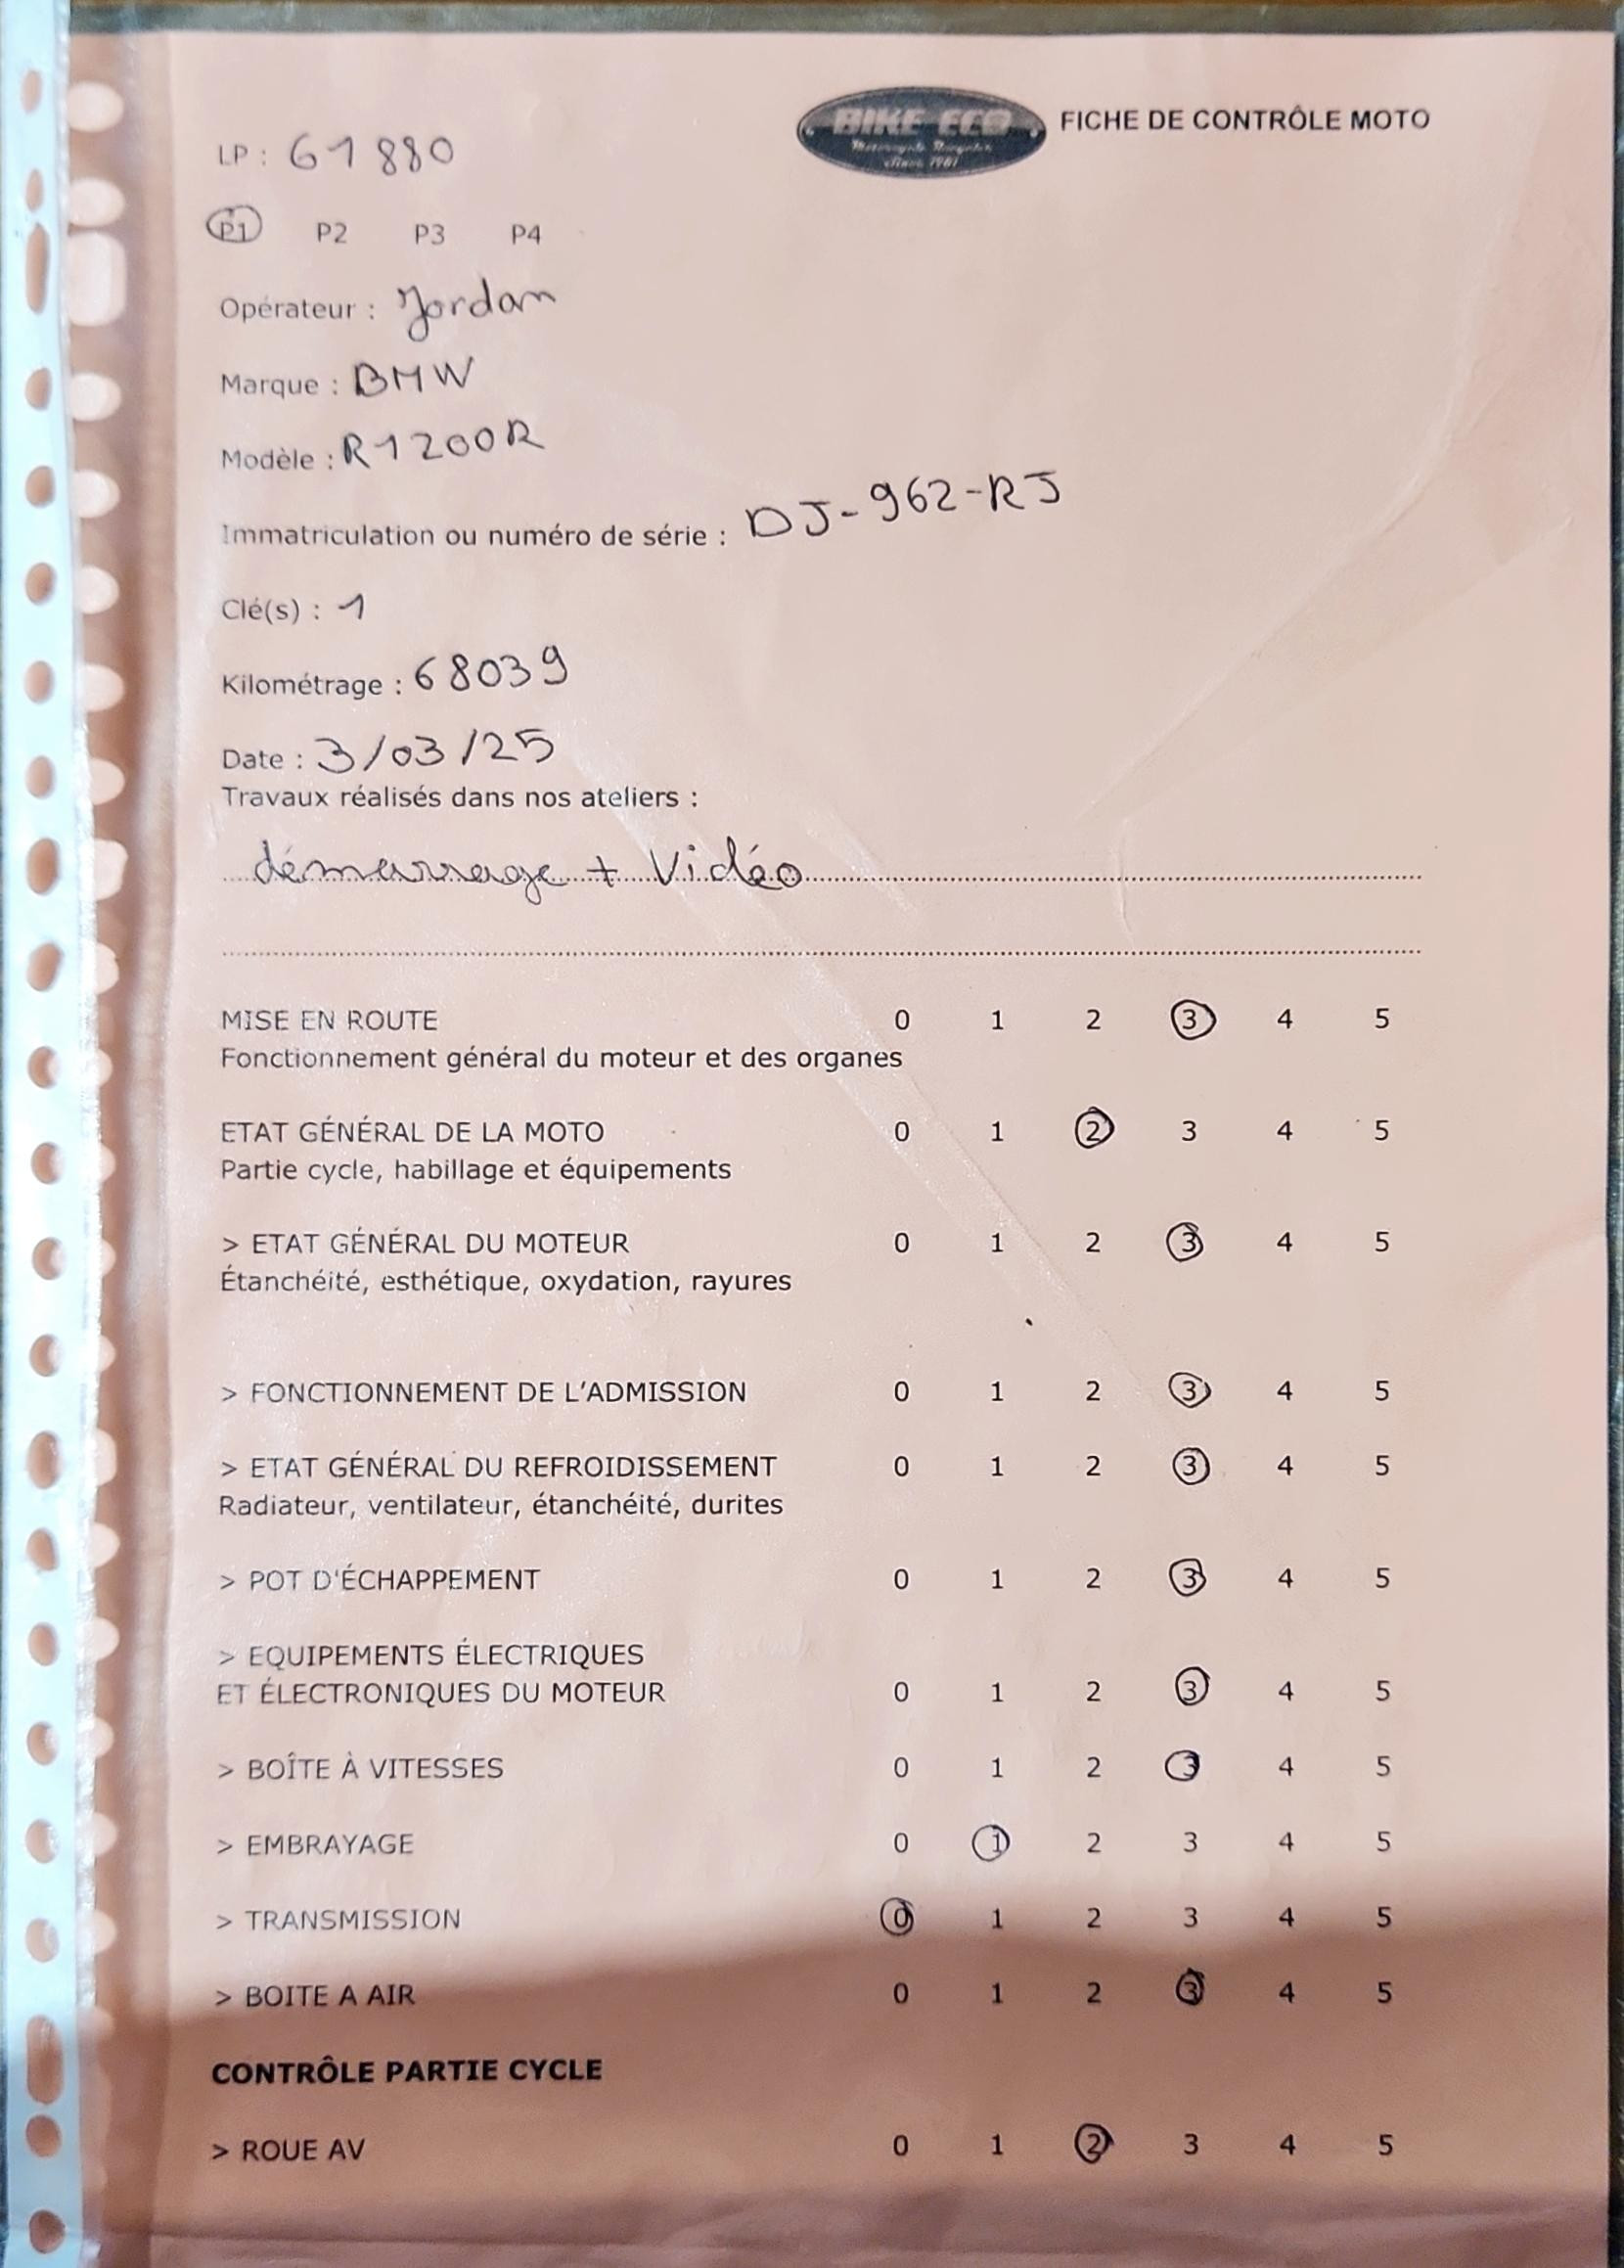 BIKE ECO
FICHE DE CONTRÔLE MOTO
LP : 61880
P1 P2 P3 P4
Opérateur : Jordan
Marque : BMW
Modèle : R1200R
Immatriculation ou numéro de série : DJ-962-RJ
Clé(s) : 1
Kilométrage : 68039
Date : 3/03/25
Travaux réalisés dans nos ateliers :
démarrage + Vidéo
MISE EN ROUTE 0 1 2 3 4 5
Fonctionnement général du moteur et des organes
ETAT GÉNÉRAL DE LA MOTO 0 1 2 3 4 5
Partie cycle, habillage et équipements
> ETAT GÉNÉRAL DU MOTEUR 0 1 2 3 4 5
Étanchéité, esthétique, oxydation, rayures
> FONCTIONNEMENT DE L'ADMISSION 0 1 2 3 4 5
> ETAT GÉNÉRAL DU REFROIDISSEMENT 0 1 2 3 4 5
Radiateur, ventilateur, étanchéité, durites
> POT D'ÉCHAPPEMENT 0 1 2 3 4 5
> EQUIPEMENTS ÉLECTRIQUES
ET ÉLECTRONIQUES DU MOTEUR 0 1 2 3 4 5
> BOÎTE À VITESSES 0 1 2 3 4 5
> EMBRAYAGE 0 1 2 3 4 5
> TRANSMISSION 0 1 2 3 4 5
> BOITE A AIR 0 1 2 3 4 5
CONTRÔLE PARTIE CYCLE
> ROUE AV 0 1 2 3 4 5